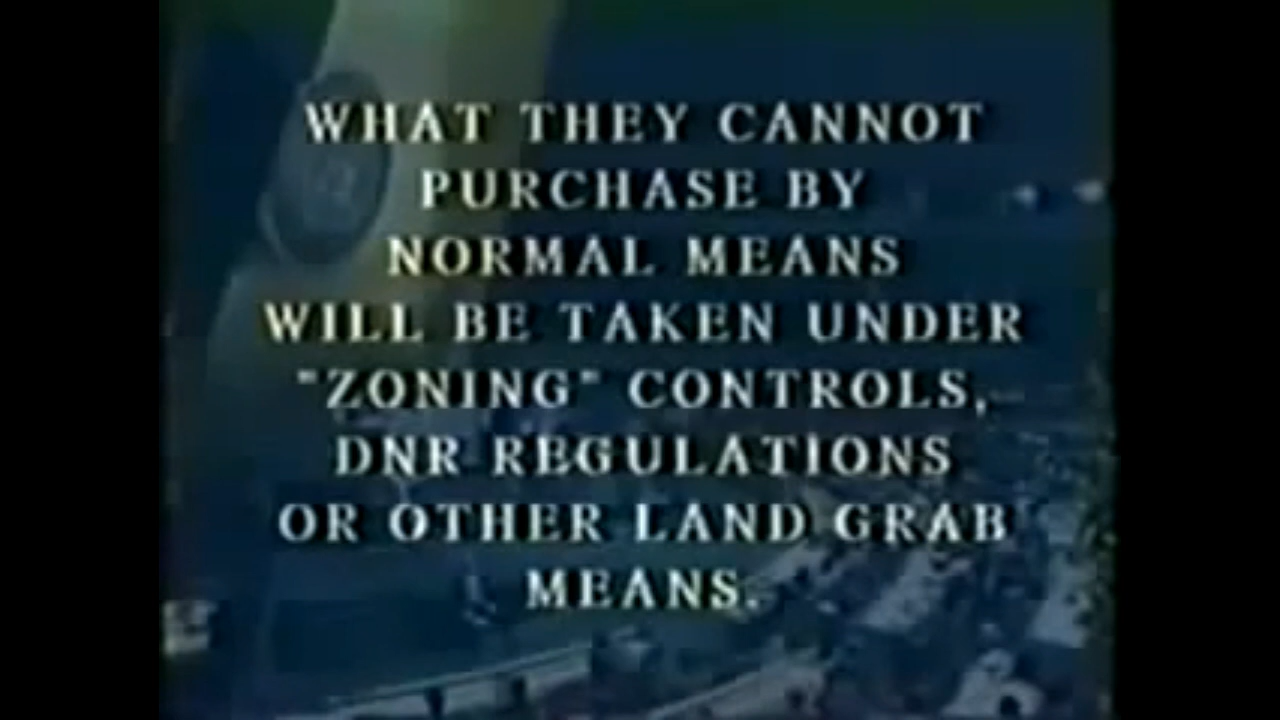 WHAT THEY CANNOT
PURCHASE BY
NORMAL MEANS
WILL BE TAKEN UNDER
"ZONING" CONTROLS,
DNR REGULATIONS
OR OTHER LAND GRAB
MEANS.